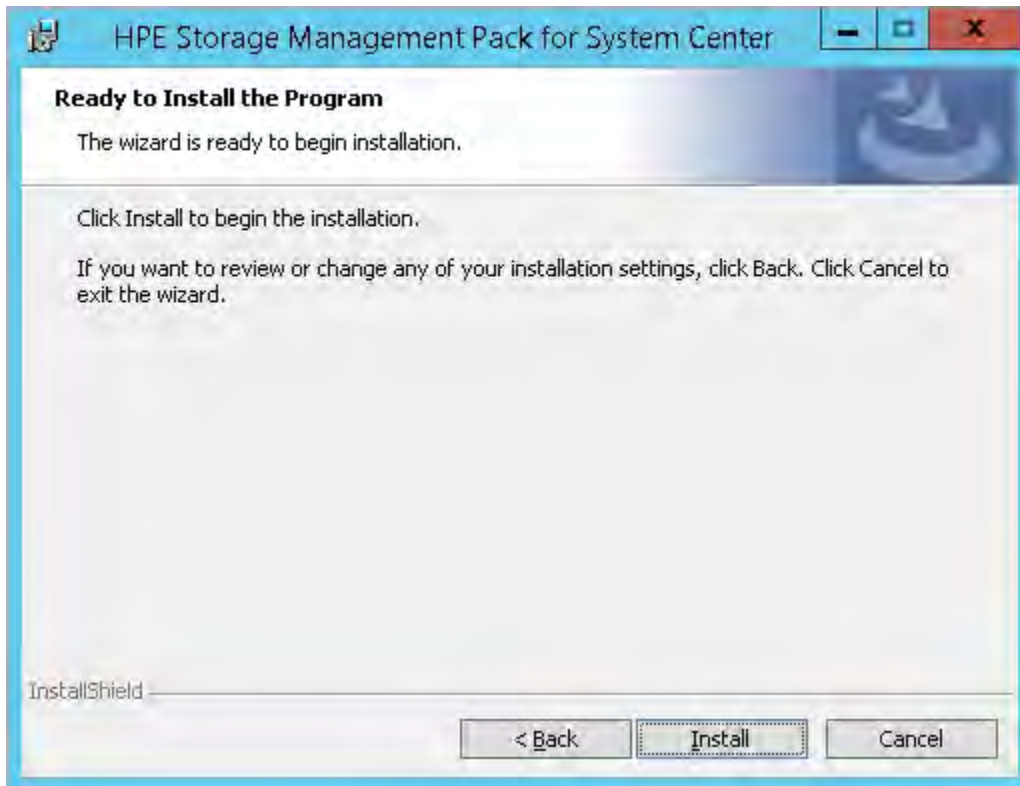 HPE Storage Management Pack for System Center
Ready to Install the Program
The wizard is ready to begin installation.
Click Install to begin the installation.
If you want to review or change any of your installation settings, click Back. Click Cancel to
exit the wizard.
InstallShield
< Back
Install
Cancel